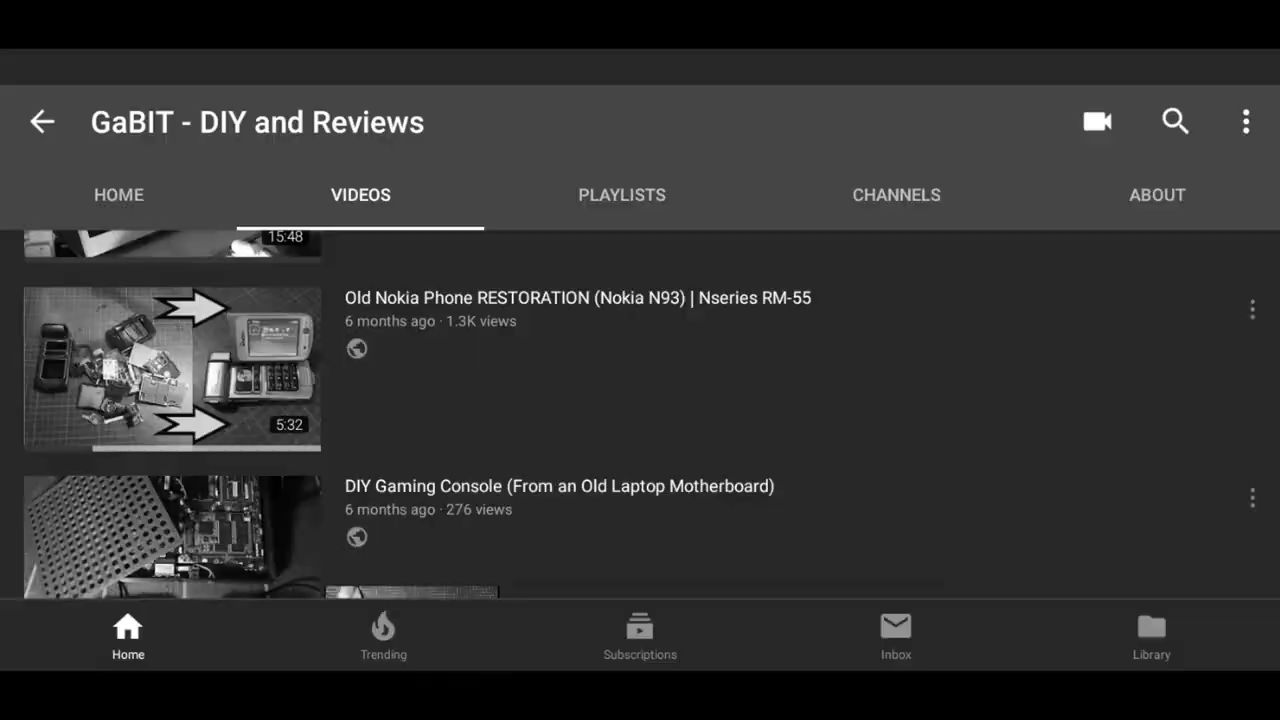 GaBIT - DIY and Reviews
HOME VIDEOS PLAYLISTS CHANNELS ABOUT
15:48
Old Nokia Phone RESTORATION (Nokia N93) | Nseries RM-55
6 months ago · 1.3K views
5:32
DIY Gaming Console (From an Old Laptop Motherboard)
6 months ago · 276 views
Home Trending Subscriptions Inbox Library